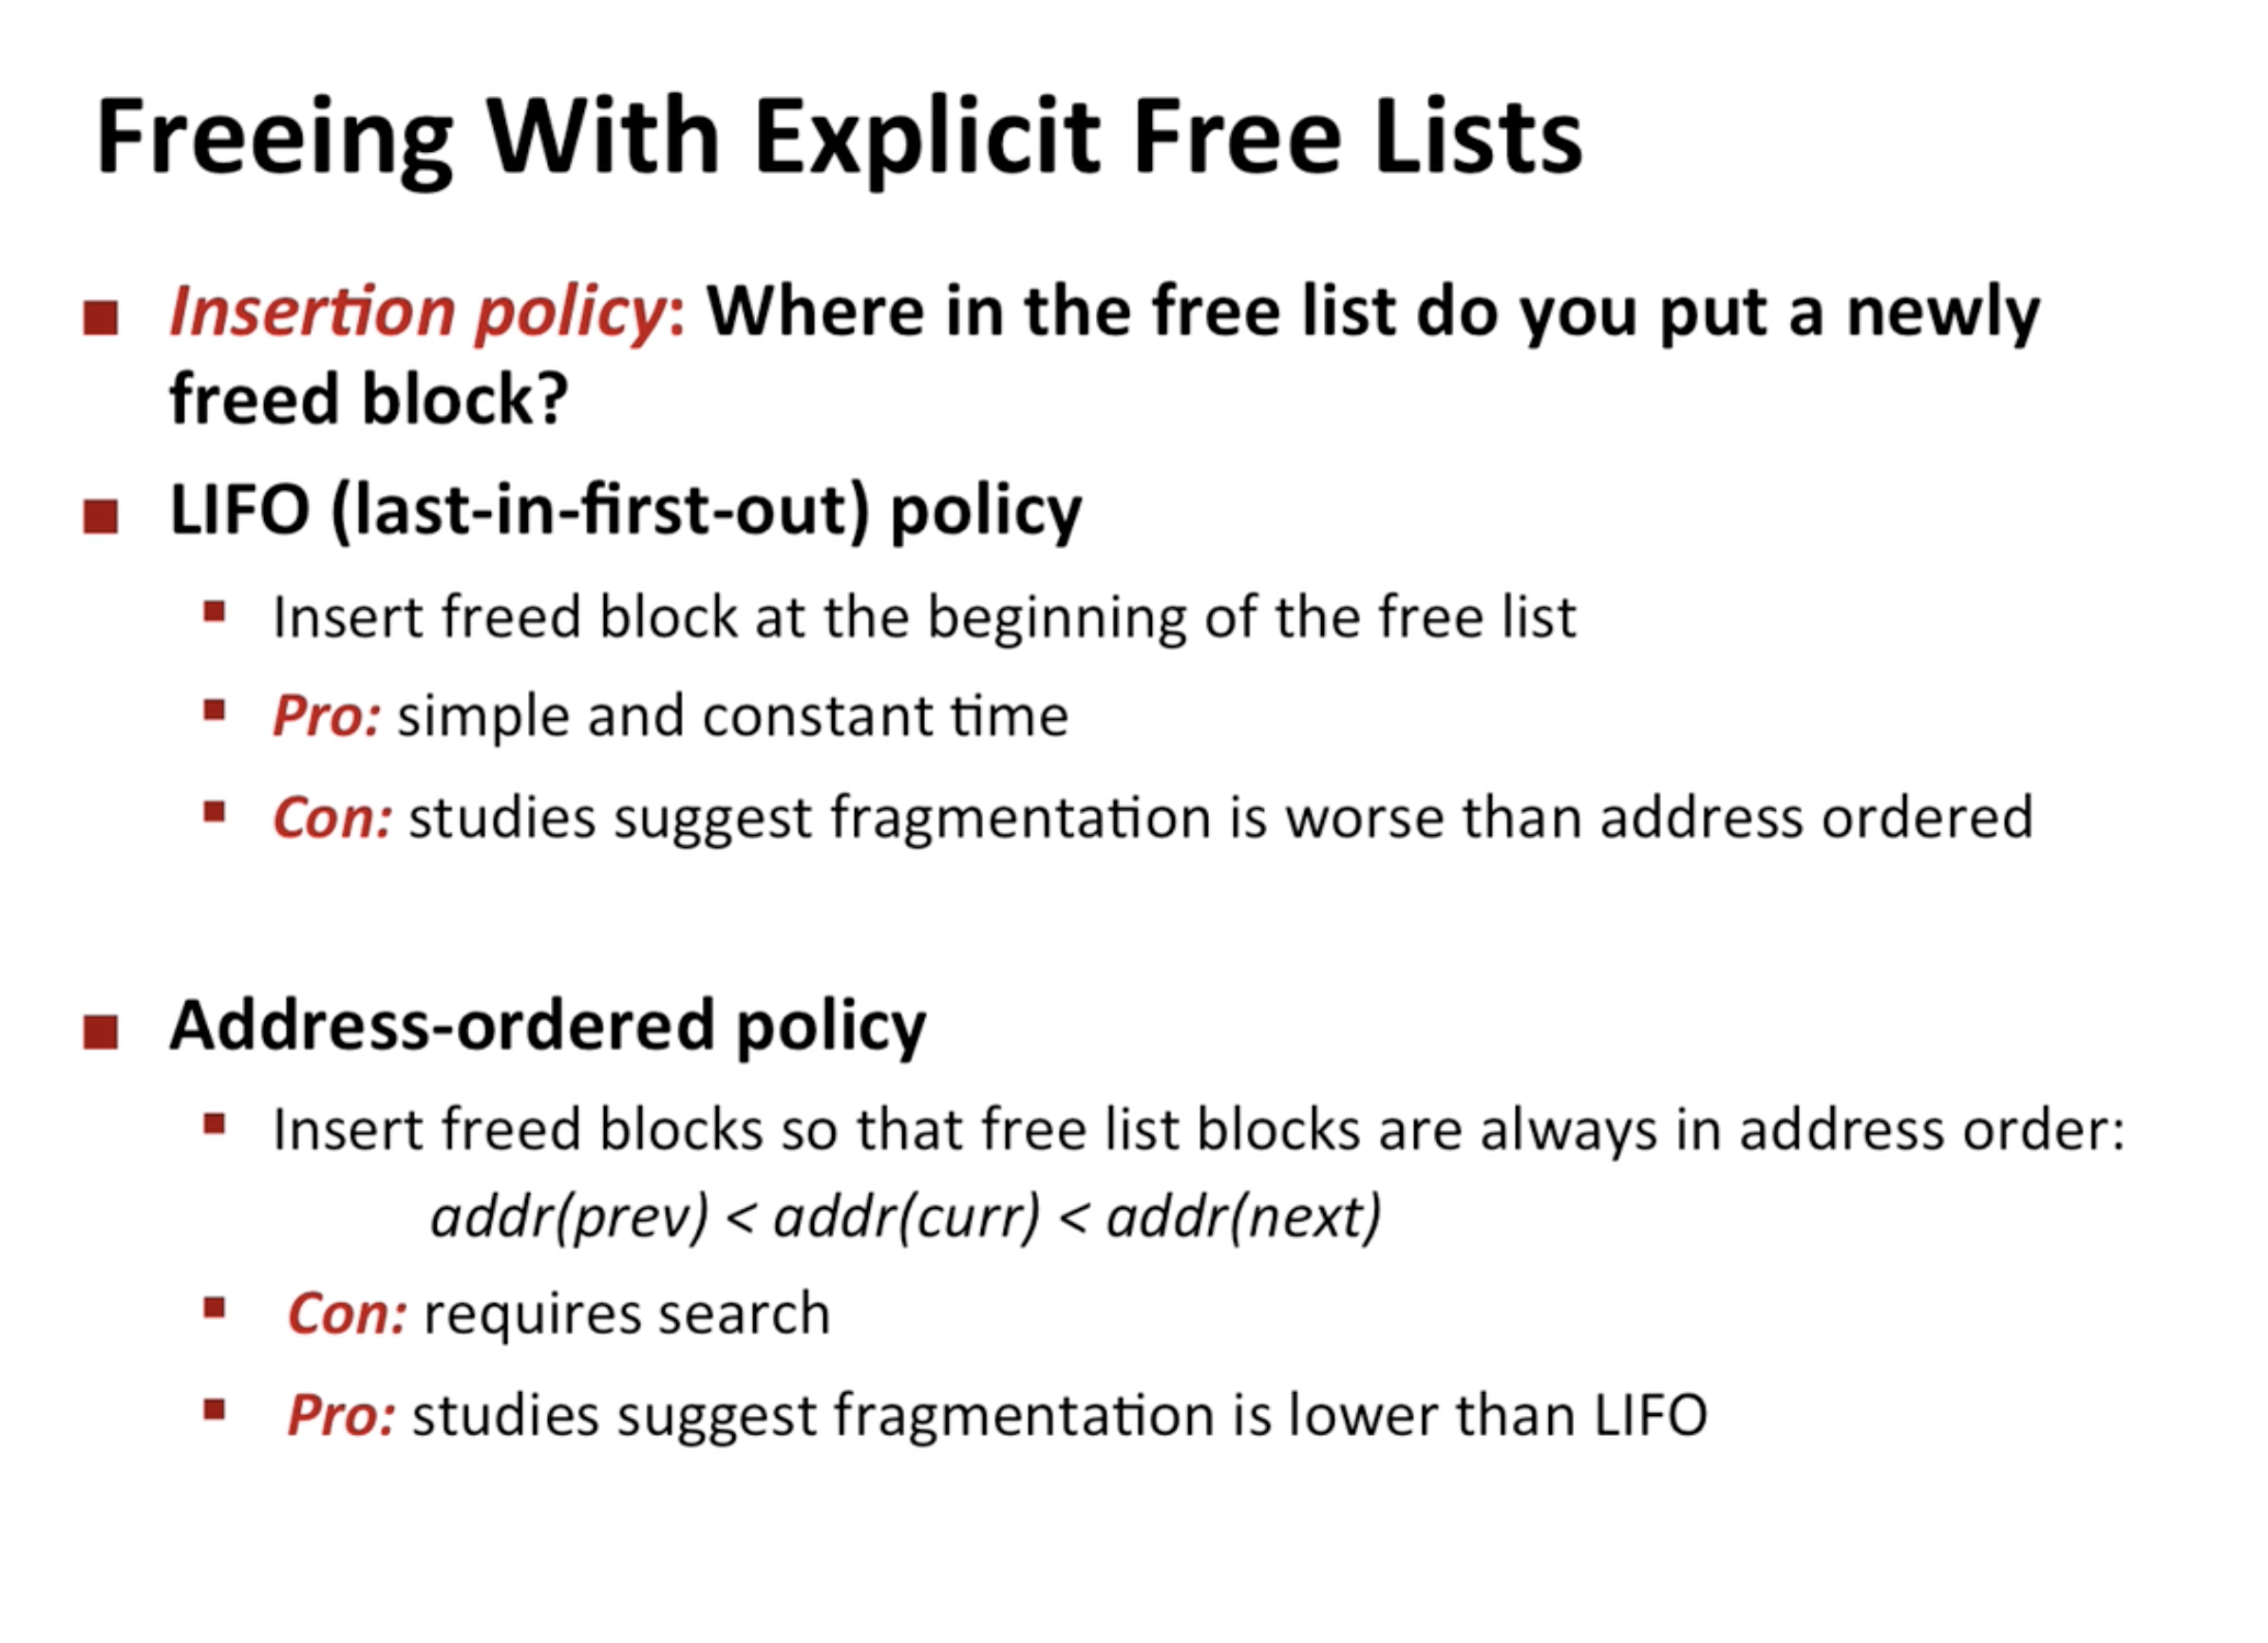 Freeing With Explicit Free Lists
Insertion policy: Where in the free list do you put a newly
freed block?
LIFO (last-in-first-out) policy
Insert freed block at the beginning of the free list
Pro: simple and constant time
Con: studies suggest fragmentation is worse than address ordered
Address-ordered policy
Insert freed blocks so that free list blocks are always in address order:
addr(prev) < addr(curr) < addr(next)
Con: requires search
Pro: studies suggest fragmentation is lower than LIFO